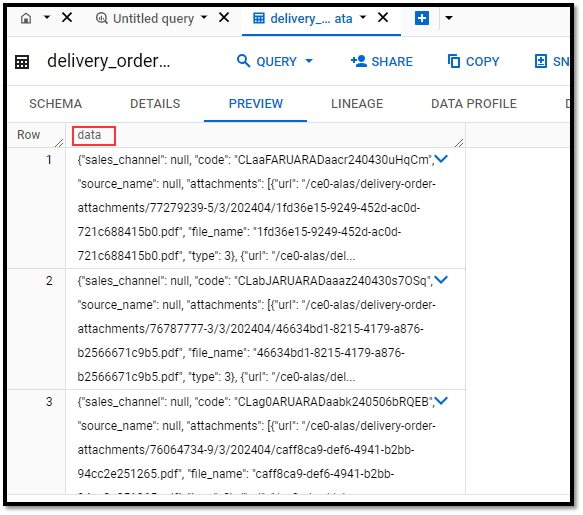 Untitled query
delivery_... ata
delivery_order...
QUERY
SHARE
COPY
SN
SCHEMA
DETAILS
PREVIEW
LINEAGE
DATA PROFILE
Row
data
1
{"sales_channel": null, "code": "CLaaFARUARADaacr240430uHqCm",
"source_name": null, "attachments": [{"url": "/ce0-alas/delivery-order-
attachments/77279239-5/3/202404/1fd36e15-9249-452d-ac0d-
721c688415b0.pdf", "file_name": "1fd36e15-9249-452d-ac0d-
721c688415b0.pdf", "type": 3}, {"url": "/ce0-alas/del...
2
{"sales_channel": null, "code": "CLabJARUARADaaaz240430s7OSq",
"source_name": null, "attachments": [{"url": "/ce0-alas/delivery-order-
attachments/76787777-3/3/202404/46634bd1-8215-4179-a876-
b2566671c9b5.pdf", "file_name": "46634bd1-8215-4179-a876-
b2566671c9b5.pdf", "type": 3}, {"url": "/ce0-alas/del...
3
{"sales_channel": null, "code": "CLag0ARUARADaabk240506bRQEB",
"source_name": null, "attachments": [{"url": "/ce0-alas/delivery-order-
attachments/76064734-9/3/202404/caff8ca9-def6-4941-b2bb-
94cc2e251265.pdf", "file_name": "caff8ca9-def6-4941-b2bb-